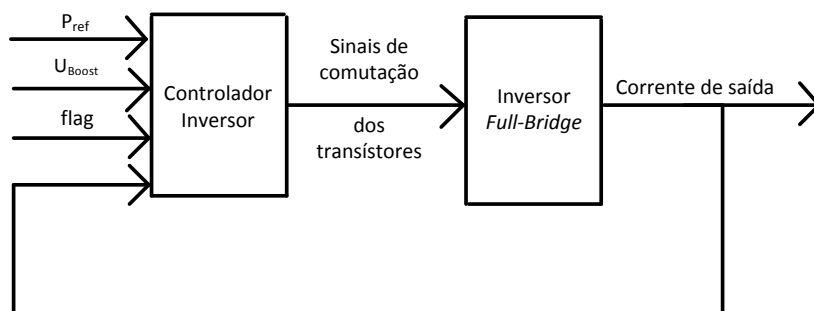 P_ref
U_Boost
flag
Controlador
Inversor
Sinais de
comutação
dos
transístores
Inversor
Full-Bridge
Corrente de saída